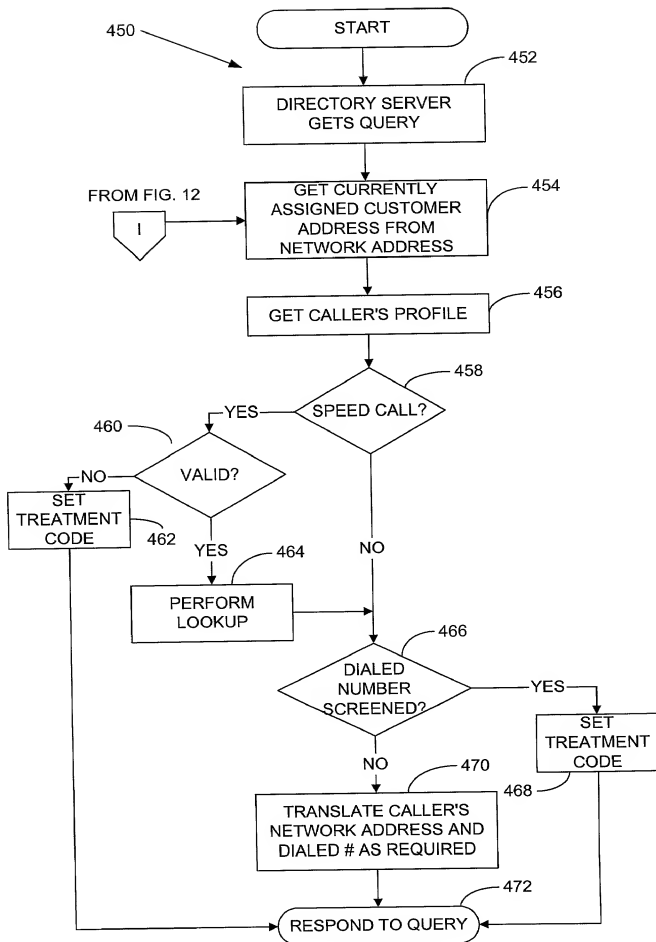 450
START
452
DIRECTORY SERVER
GETS QUERY
FROM FIG. 12
I
GET CURRENTLY
ASSIGNED CUSTOMER
ADDRESS FROM
NETWORK ADDRESS
454
GET CALLER'S PROFILE
456
SPEED CALL?
458
YES
460
VALID?
NO
SET
TREATMENT
CODE
462
YES
464
NO
PERFORM
LOOKUP
466
DIALED
NUMBER
SCREENED?
YES
SET
TREATMENT
CODE
468
NO
470
TRANSLATE CALLER'S
NETWORK ADDRESS AND
DIALED # AS REQUIRED
472
RESPOND TO QUERY